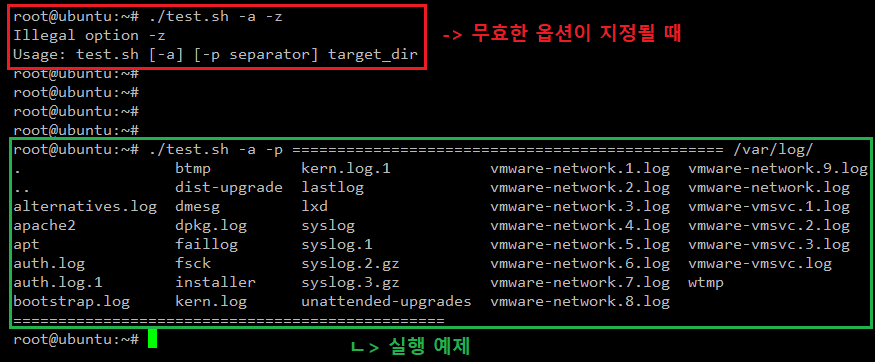 root@ubuntu:~# ./test.sh -a -z
Illegal option -z
Usage: test.sh [-a] [-p separator] target_dir
-> 무효한 옵션이 지정될 때
root@ubuntu:~#
root@ubuntu:~#
root@ubuntu:~#
root@ubuntu:~#
root@ubuntu:~# ./test.sh -a -p ================================================ /var/log/
. btmp kern.log.1 vmware-network.1.log vmware-network.9.log
.. dist-upgrade lastlog vmware-network.2.log vmware-network.log
alternatives.log dmesg lxd vmware-network.3.log vmware-vmsvc.1.log
apache2 dpkg.log syslog vmware-network.4.log vmware-vmsvc.2.log
apt faillog syslog.1 vmware-network.5.log vmware-vmsvc.3.log
auth.log fsck syslog.2.gz vmware-network.6.log vmware-vmsvc.log
auth.log.1 installer syslog.3.gz vmware-network.7.log wtmp
bootstrap.log kern.log unattended-upgrades vmware-network.8.log
================================================
root@ubuntu:~#
ㄴ> 실행 예제